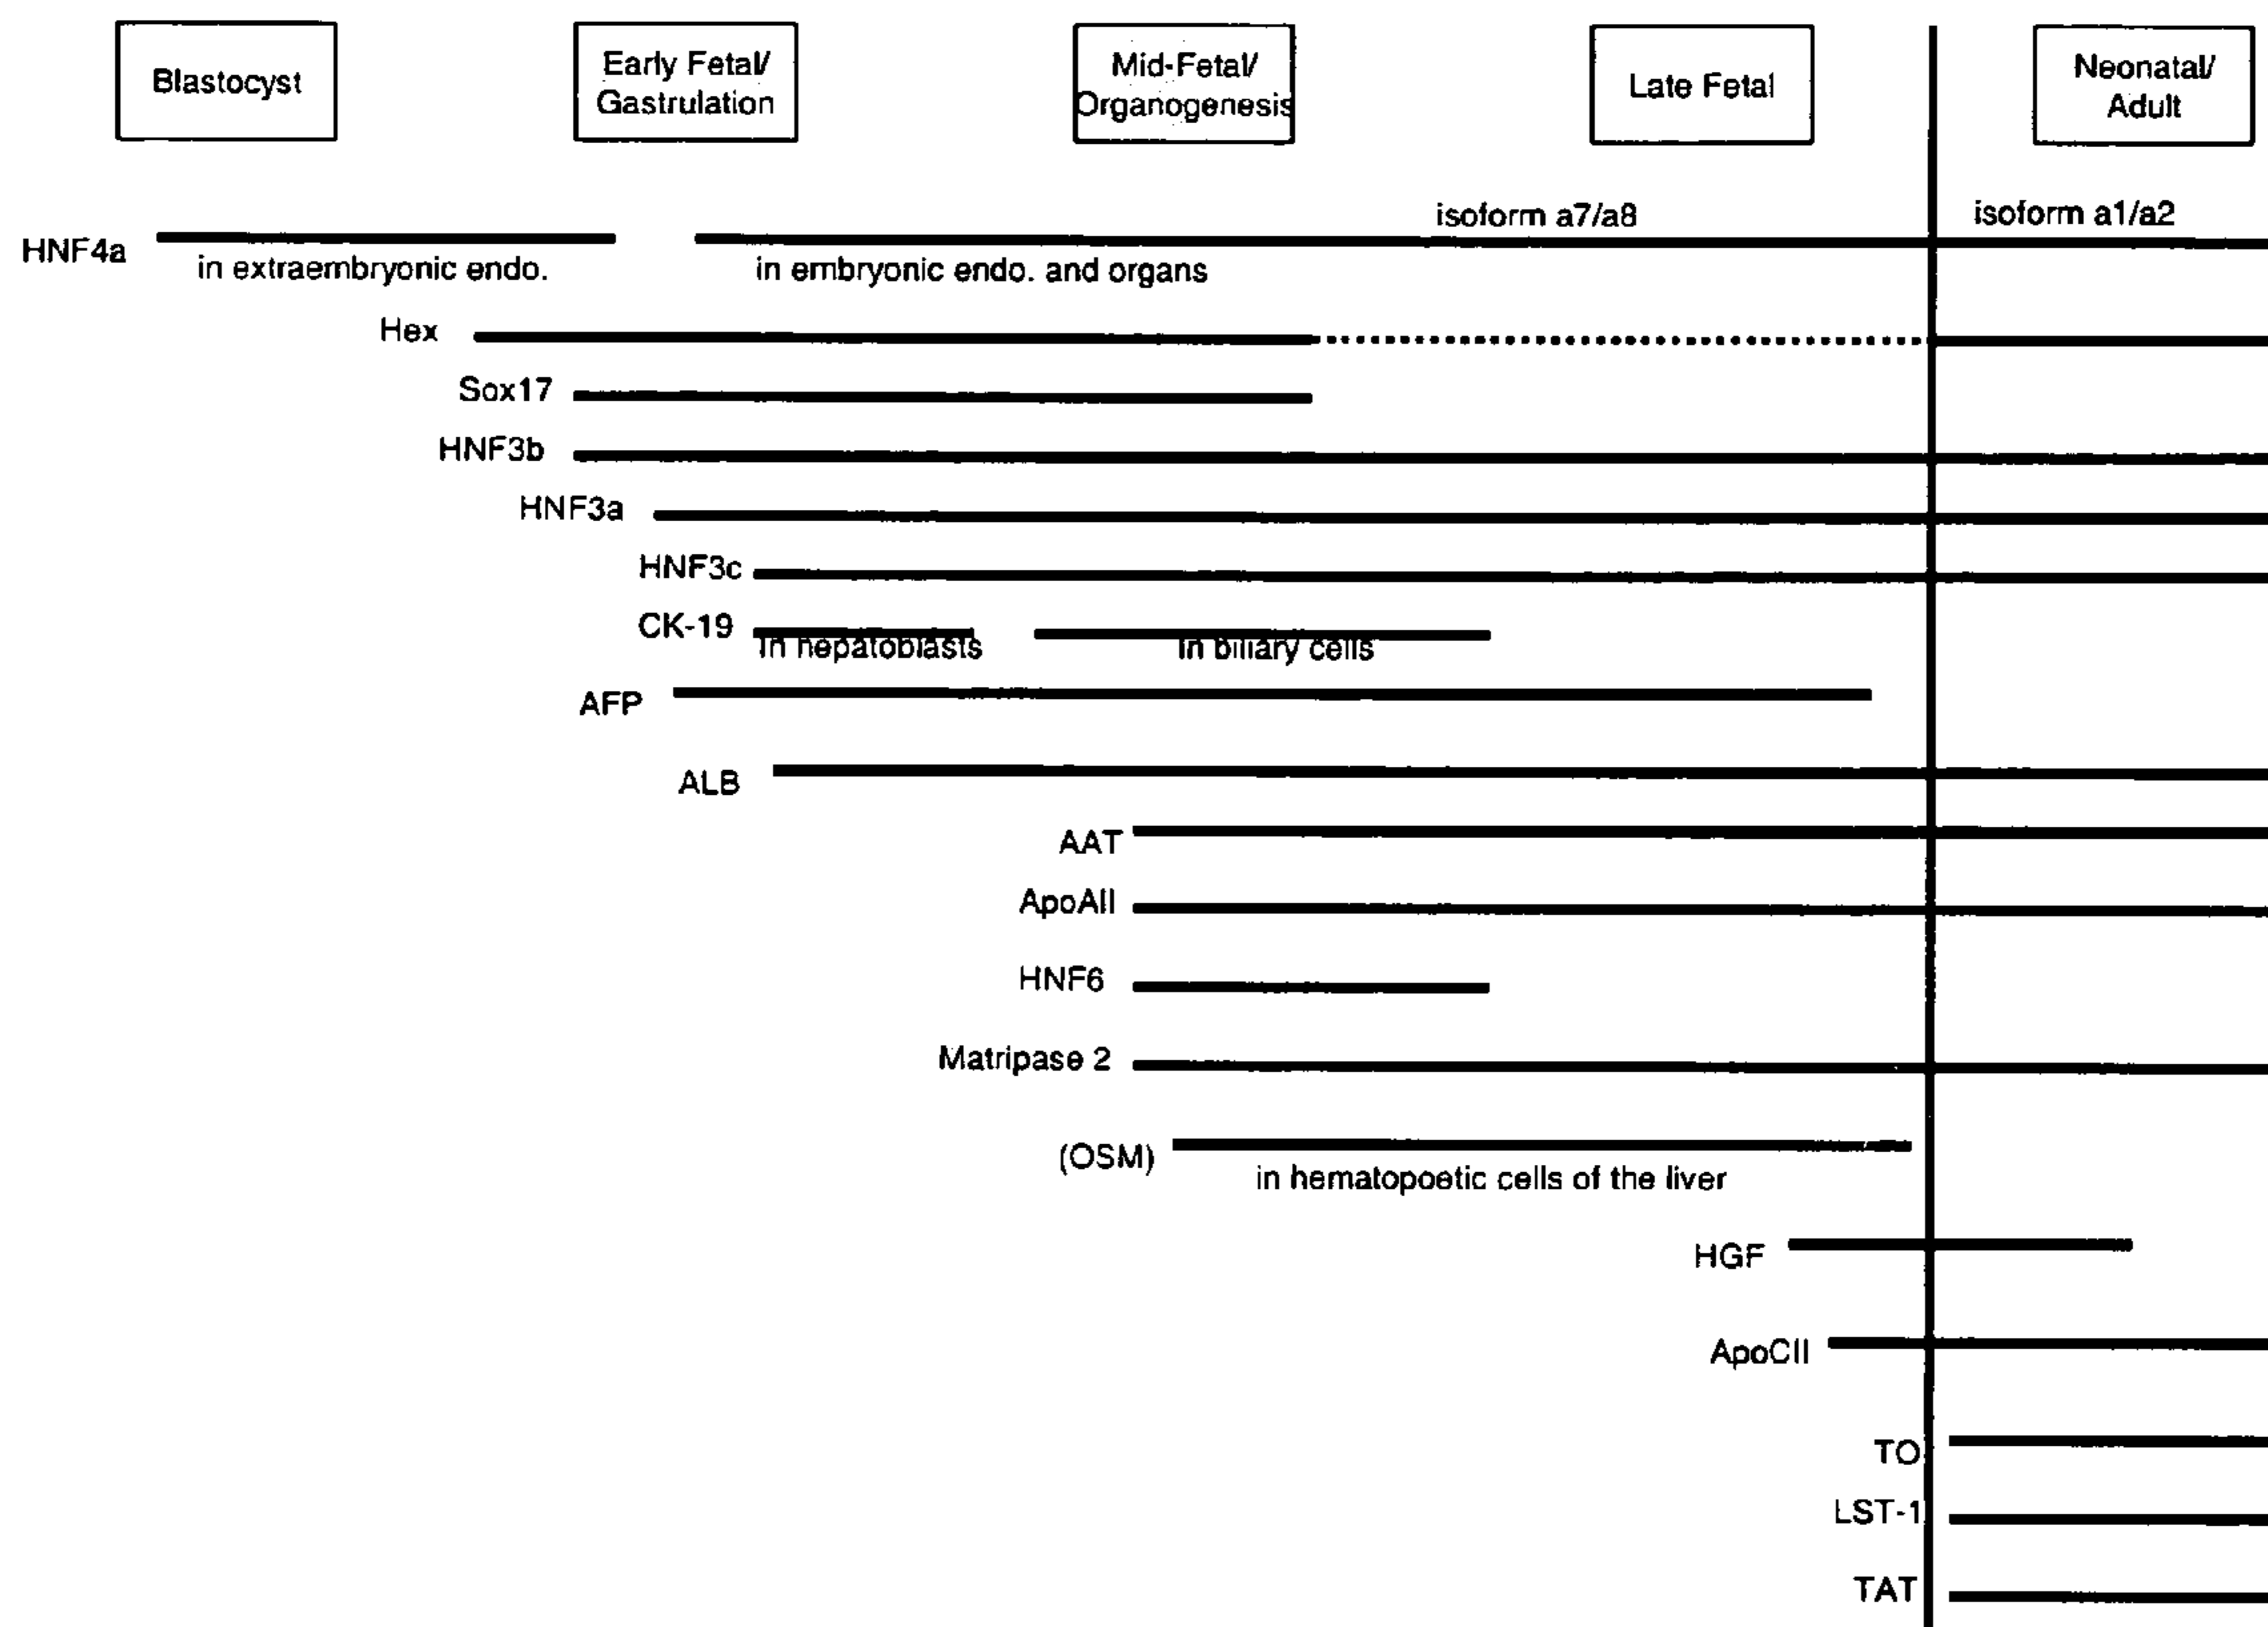 Blastocyst
Early Fetal/
Gastrulation
Mid-Fetal/
Organogenesis
Late Fetal
Neonatal/
Adult
isoform a7/a8
isoform a1/a2
HNF4a
in extraembryonic endo.
in embryonic endo. and organs
Hex
Sox17
HNF3b
HNF3a
HNF3c
CK-19
In hepatoblasts
In biliary cells
AFP
ALB
AAT
ApoAII
HNF6
Matripase 2
(OSM)
in hematopoetic cells of the liver
HGF
ApoCII
TO
LST-1
TAT